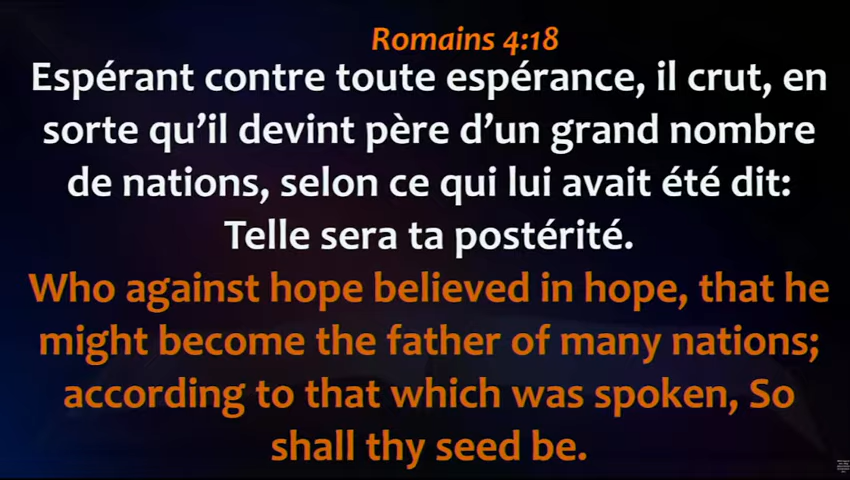 Romains 4:18
Espérant contre toute espérance, il crut, en
sorte qu’il devint père d’un grand nombre
de nations, selon ce qui lui avait été dit:
Telle sera ta postérité.
Who against hope believed in hope, that he
might become the father of many nations;
according to that which was spoken, So
shall thy seed be.